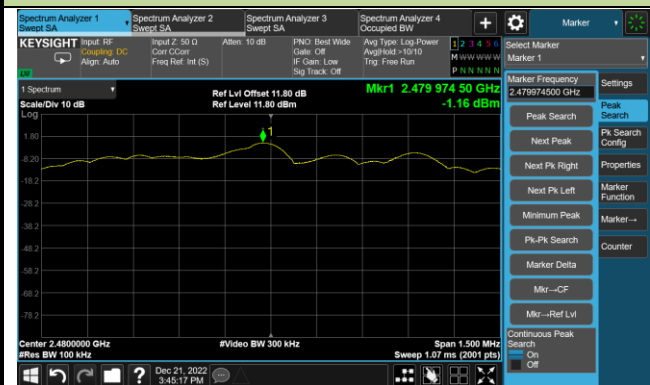 Spectrum Analyzer 1
Swept SA
Spectrum Analyzer 2
Swept SA
Spectrum Analyzer 3
Swept SA
Spectrum Analyzer 4
Occupied BW
+
Marker
KEYSIGHT
Input: RF
Coupling: DC
Align: Auto
Input Z: 50 Ω
Corr CCorr
Freq Ref: Int (S)
Atten: 10 dB
PNO: Best Wide
Gate: Off
IF Gain: Low
Sig Track: Off
Avg Type: Log-Power
Avg|Hold:>10/10
Trig: Free Run
1 2 3 4 5 6
M W W W W W
P N N N N N
LVI
Select Marker
Marker 1
1 Spectrum
Scale/Div 10 dB
Log
Ref Lvl Offset 11.80 dB
Ref Level 11.80 dBm
Mkr1 2.479 974 50 GHz
-1.16 dBm
1
1.80
-8.20
-18.2
-28.2
-38.2
-48.2
-58.2
-68.2
-78.2
Center 2.4800000 GHz
#Res BW 100 kHz
#Video BW 300 kHz
Span 1.500 MHz
Sweep 1.07 ms (2001 pts)
Marker Frequency
2.479974500 GHz
Peak Search
Next Peak
Next Pk Right
Next Pk Left
Minimum Peak
Pk-Pk Search
Marker Delta
Mkr→CF
Mkr→Ref Lvl
Continuous Peak
Search
On
Off
Settings
Peak
Search
Pk Search
Config
Properties
Marker
Function
Marker→
Counter
?
Dec 21, 2022
3:45:17 PM